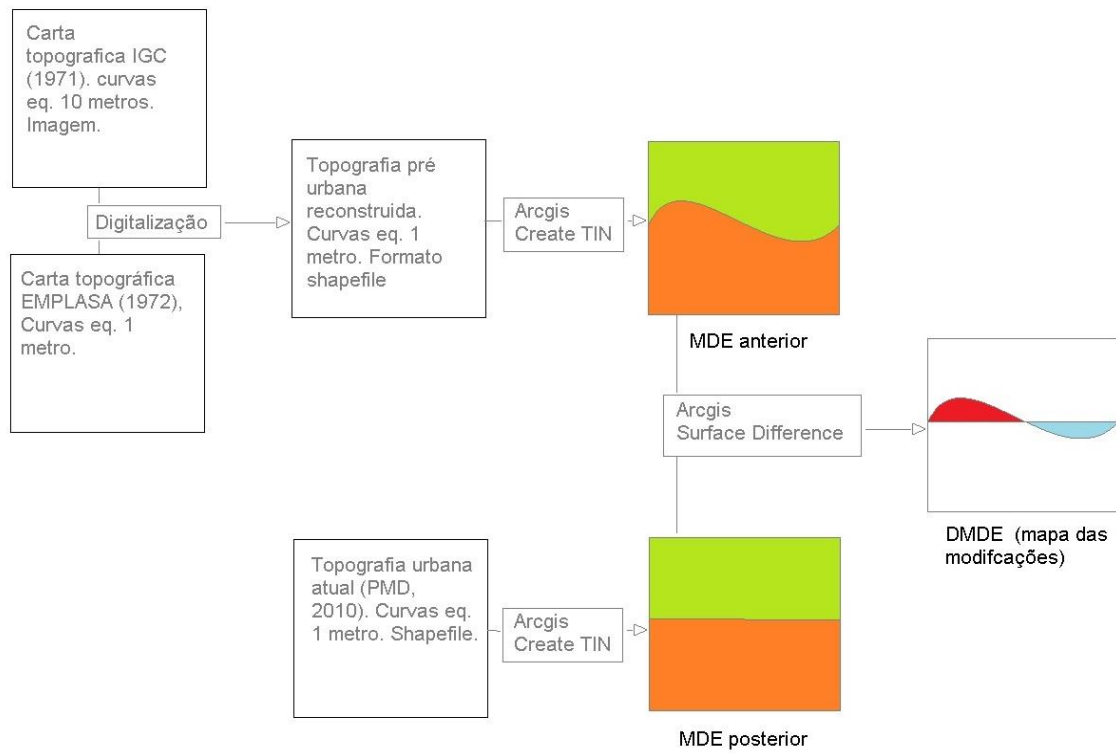 Carta
topografica IGC
(1971). curvas
eq. 10 metros.
Imagem.
Digitalização
Carta topográfica
EMPLASA (1972),
Curvas eq. 1
metro.
Topografia pré
urbana
reconstruida.
Curvas eq. 1
metro. Formato
shapefile
Arcgis
Create TIN
MDE anterior
Arcgis
Surface Difference
DMDE (mapa das
modifcações)
Topografia urbana
atual (PMD,
2010). Curvas eq.
1 metro. Shapefile.
Arcgis
Create TIN
MDE posterior